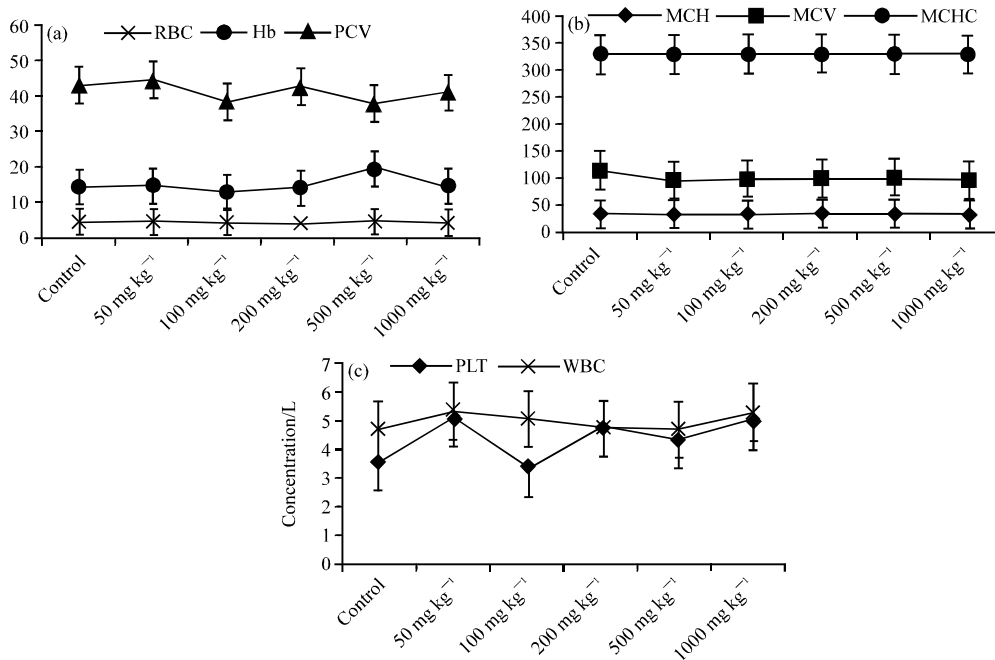 (a) RBC Hb PCV
60
50
40
30
20
10
0
Control
50 mg kg⁻¹
100 mg kg⁻¹
200 mg kg⁻¹
500 mg kg⁻¹
1000 mg kg⁻¹
(b) MCH MCV MCHC
400
350
300
250
200
150
100
50
0
Control
50 mg kg⁻¹
100 mg kg⁻¹
200 mg kg⁻¹
500 mg kg⁻¹
1000 mg kg⁻¹
(c) PLT WBC
Concentration/L
7
6
5
4
3
2
1
0
Control
50 mg kg⁻¹
100 mg kg⁻¹
200 mg kg⁻¹
500 mg kg⁻¹
1000 mg kg⁻¹